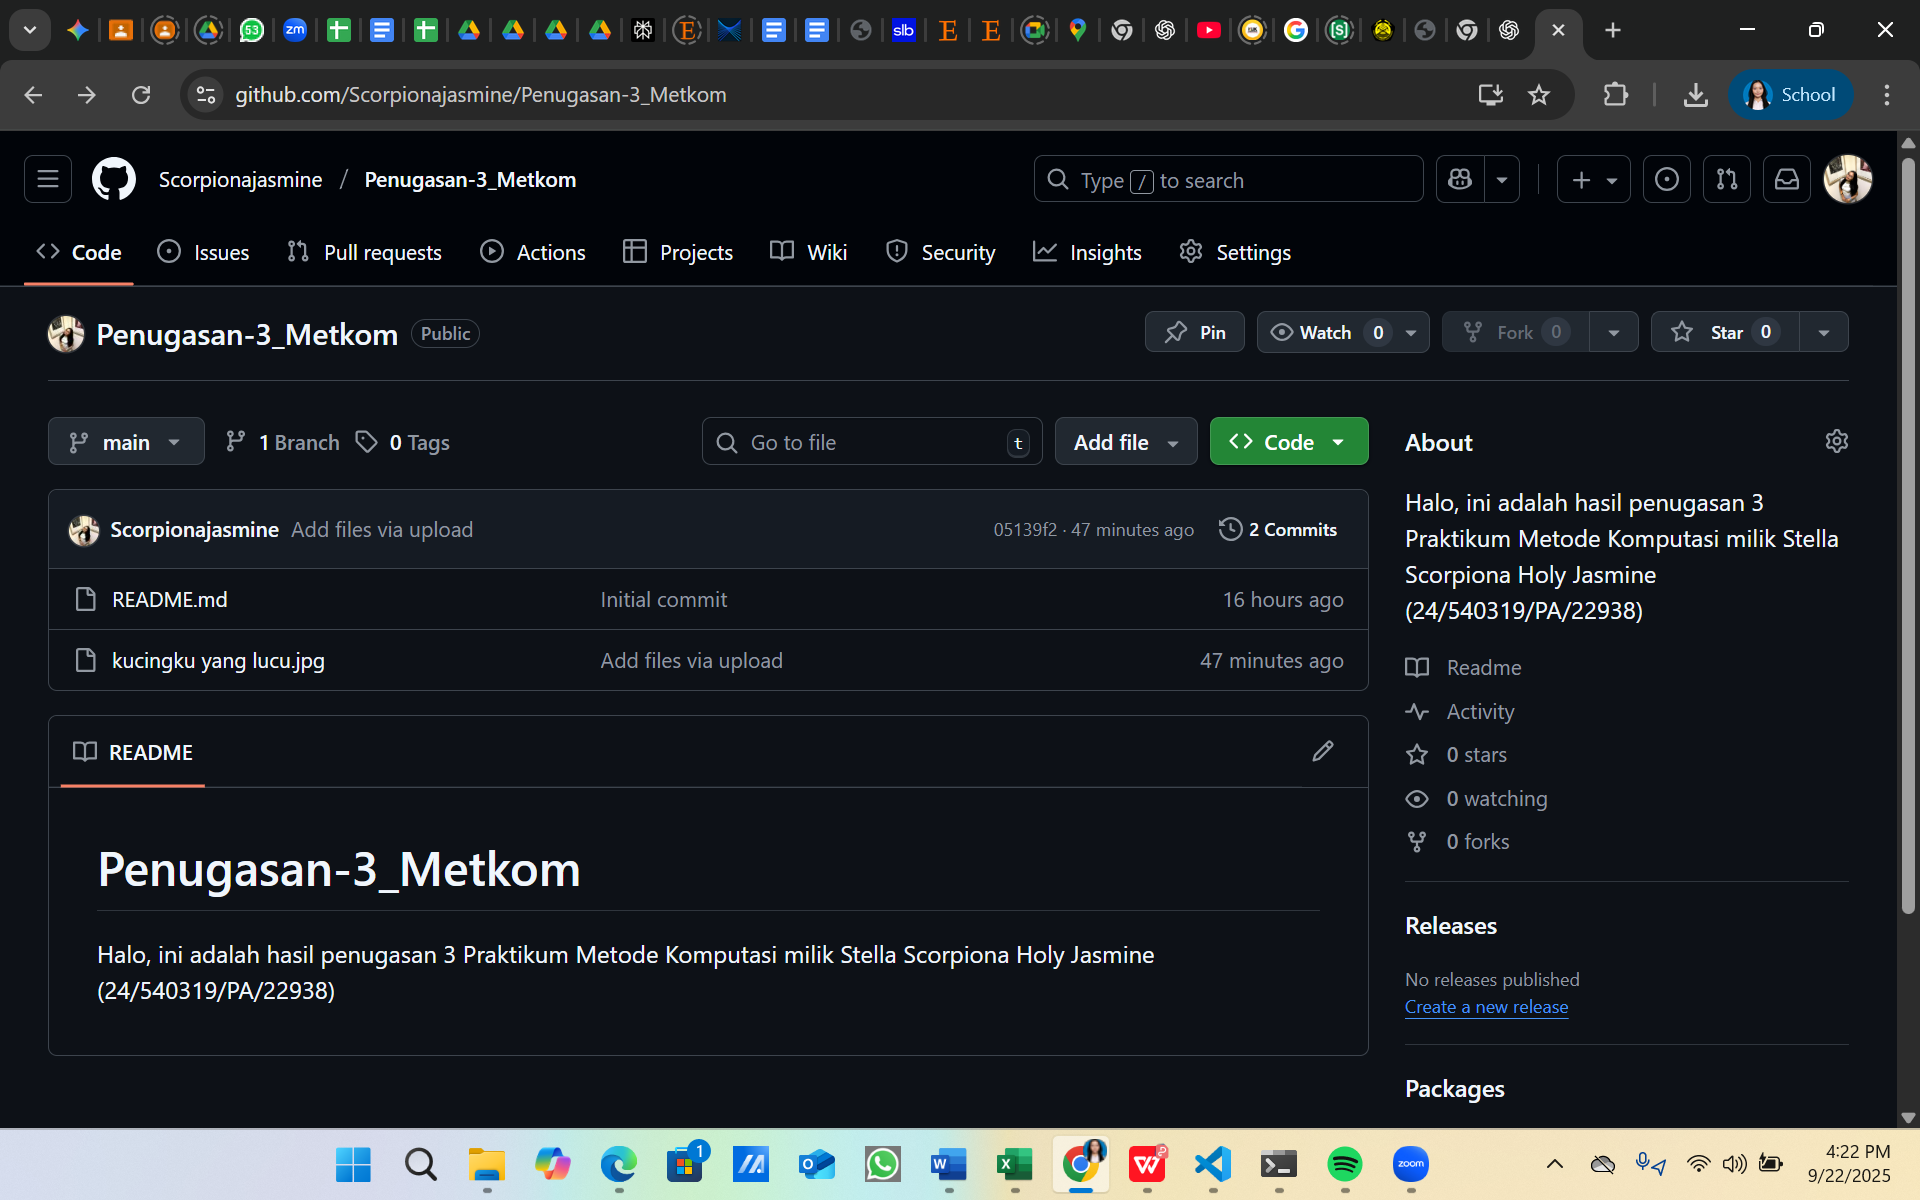 53
zm
slb
github.com/Scorpionajasmine/Penugasan-3_Metkom
School
Scorpionajasmine / Penugasan-3_Metkom
Type / to search
Code
Issues
Pull requests
Actions
Projects
Wiki
Security
Insights
Settings
Penugasan-3_Metkom
Public
Pin
Watch 0
Fork 0
Star 0
main
1 Branch
0 Tags
Go to file
t
Add file
Code
Scorpionajasmine Add files via upload
05139f2 · 47 minutes ago
2 Commits
README.md
Initial commit
16 hours ago
kucingku yang lucu.jpg
Add files via upload
47 minutes ago
README
Penugasan-3_Metkom
Halo, ini adalah hasil penugasan 3 Praktikum Metode Komputasi milik Stella Scorpiona Holy Jasmine
(24/540319/PA/22938)
About
Halo, ini adalah hasil penugasan 3
Praktikum Metode Komputasi milik Stella
Scorpiona Holy Jasmine
(24/540319/PA/22938)
Readme
Activity
0 stars
0 watching
0 forks
Releases
No releases published
Create a new release
Packages
1
zoom
4:22 PM
9/22/2025